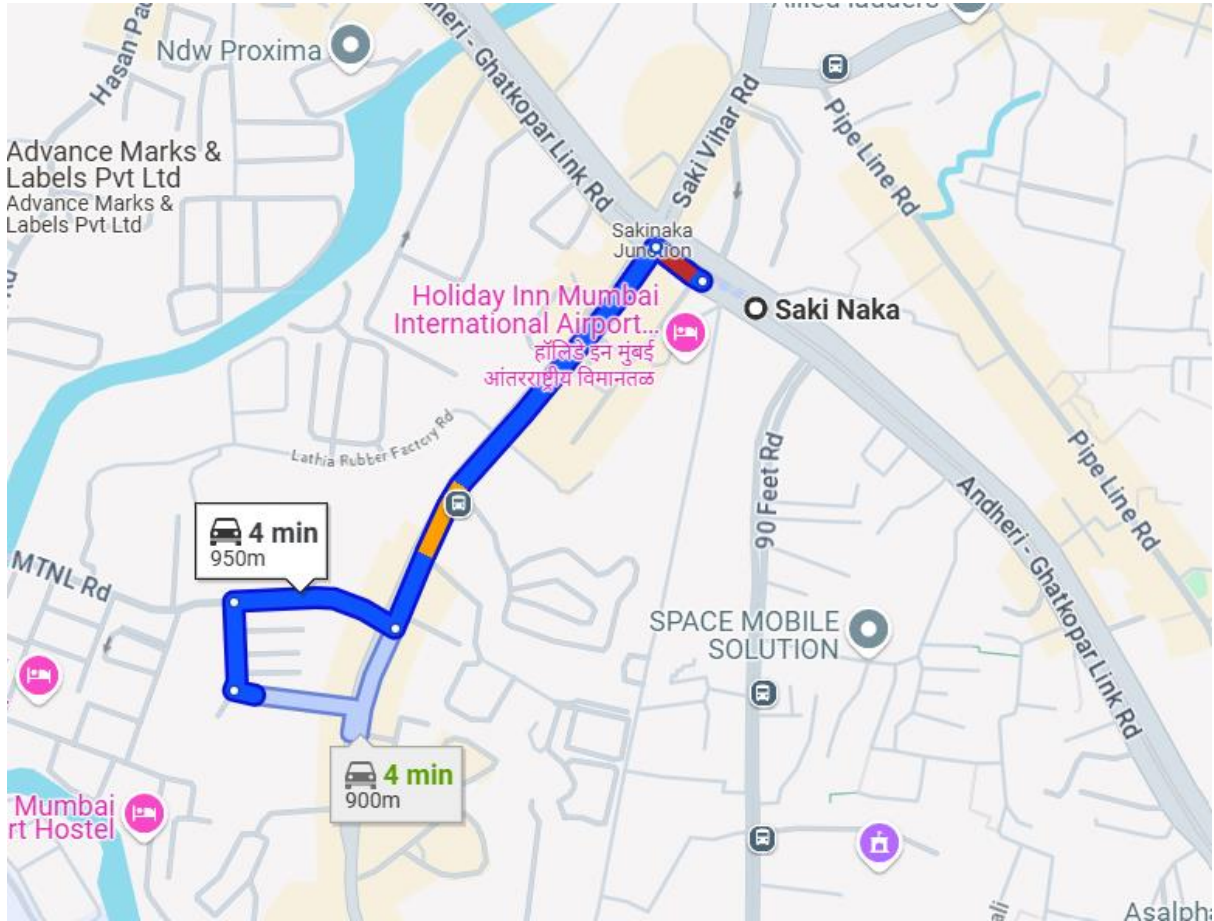 Allied ladders
Ndw Proxima
Hasan Pau
Andheri - Ghatkopar Link Rd
Saki Vihar Rd
Pipe Line Rd
Advance Marks &
Labels Pvt Ltd
Advance Marks &
Labels Pvt Ltd
Sakinaka
Junction
Holiday Inn Mumbai
International Airport...
हॉलिडे इन मुंबई
आंतरराष्ट्रीय विमानतळ
Saki Naka
Lathia Rubber Factory Rd
90 Feet Rd
Pipe Line Rd
Andheri - Ghatkopar Link Rd
4 min
950m
MTNL Rd
SPACE MOBILE
SOLUTION
4 min
900m
Mumbai
rt Hostel
Asalpha